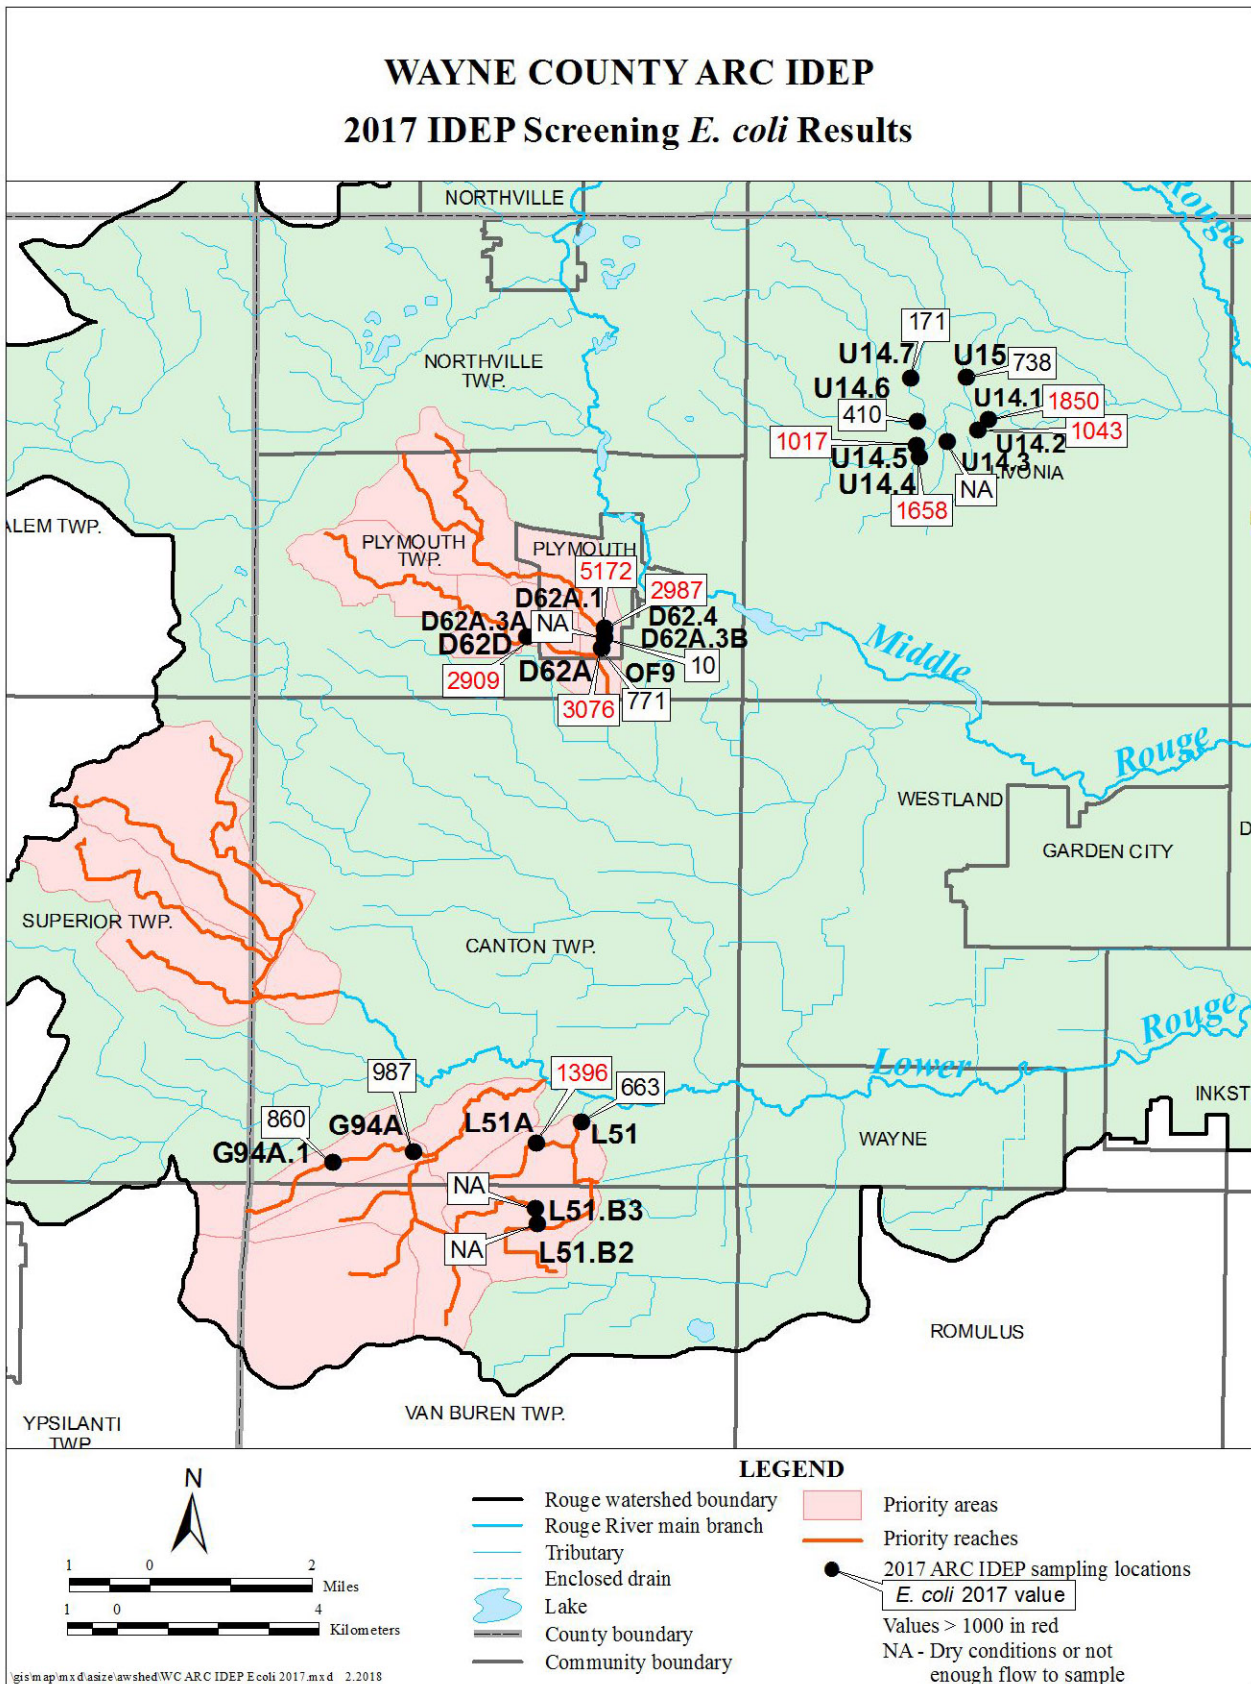 WAYNE COUNTY ARC IDEP
2017 IDEP Screening E. coli Results
NORTHVILLE
Rouge
171
U14.7
U15
738
NORTHVILLE
TWP.
U14.6
U14.1
1850
410
1043
1017
U14.2
U14.5
U14.3
LIVONIA
U14.4
NA
1658
ALEM TWP.
PLYMOUTH
TWP.
PLYMOUTH
5172
2987
D62A.1
D62.4
D62A.3A
NA
D62A.3B
D62D
10
D62A
OF9
2909
3076
771
Middle
Rouge
WESTLAND
GARDEN CITY
D
SUPERIOR TWP.
CANTON TWP.
Rouge
Lower
987
1396
663
INKST
860
G94A
L51A
L51
WAYNE
G94A.1
NA
L51.B3
NA
L51.B2
ROMULUS
VAN BUREN TWP.
YPSILANTI
TWP
LEGEND
N
1 0 2
Miles
1 0 4
Kilometers
Rouge watershed boundary
Rouge River main branch
Tributary
Enclosed drain
Lake
County boundary
Community boundary
Priority areas
Priority reaches
2017 ARC IDEP sampling locations
E. coli 2017 value
Values > 1000 in red
NA - Dry conditions or not
enough flow to sample
\gis\map\mxd\asize\awshed\WC ARC IDEP Ecoli 2017.mxd 2.2018